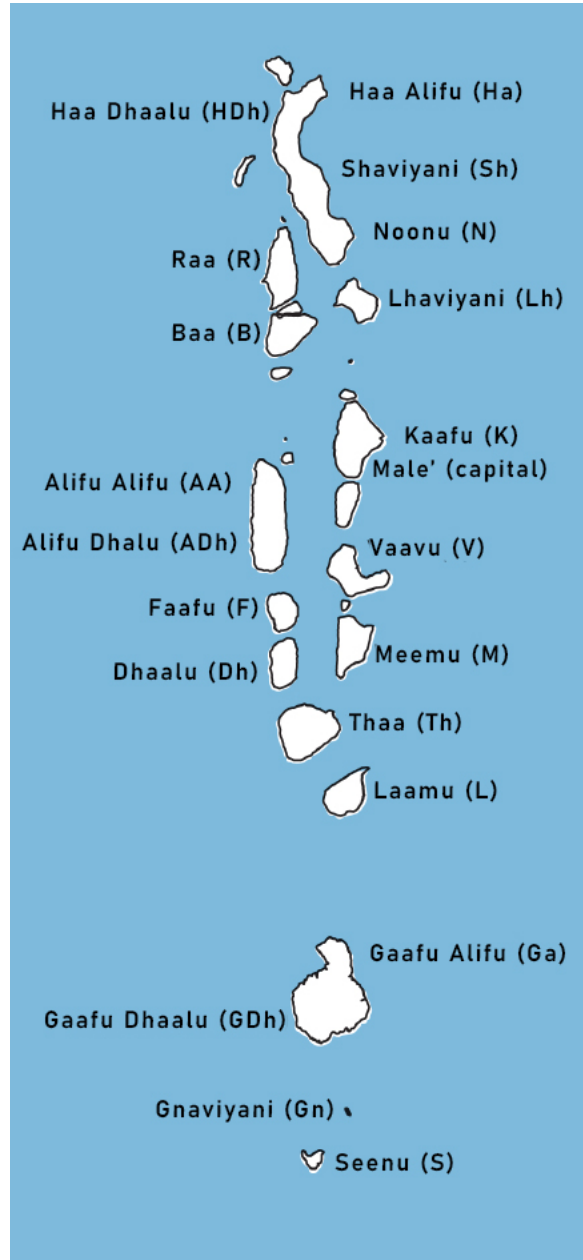 Haa Alifu (Ha)
Haa Dhaalu (HDh)
Shaviyani (Sh)
Noonu (N)
Raa (R)
Lhaviyani (Lh)
Baa (B)
Kaafu (K)
Male' (capital)
Alifu Alifu (AA)
Alifu Dhalu (ADh)
Vaavu (V)
Faafu (F)
Meemu (M)
Dhaalu (Dh)
Thaa (Th)
Laamu (L)
Gaafu Alifu (Ga)
Gaafu Dhaalu (GDh)
Gnaviyani (Gn)
Seenu (S)